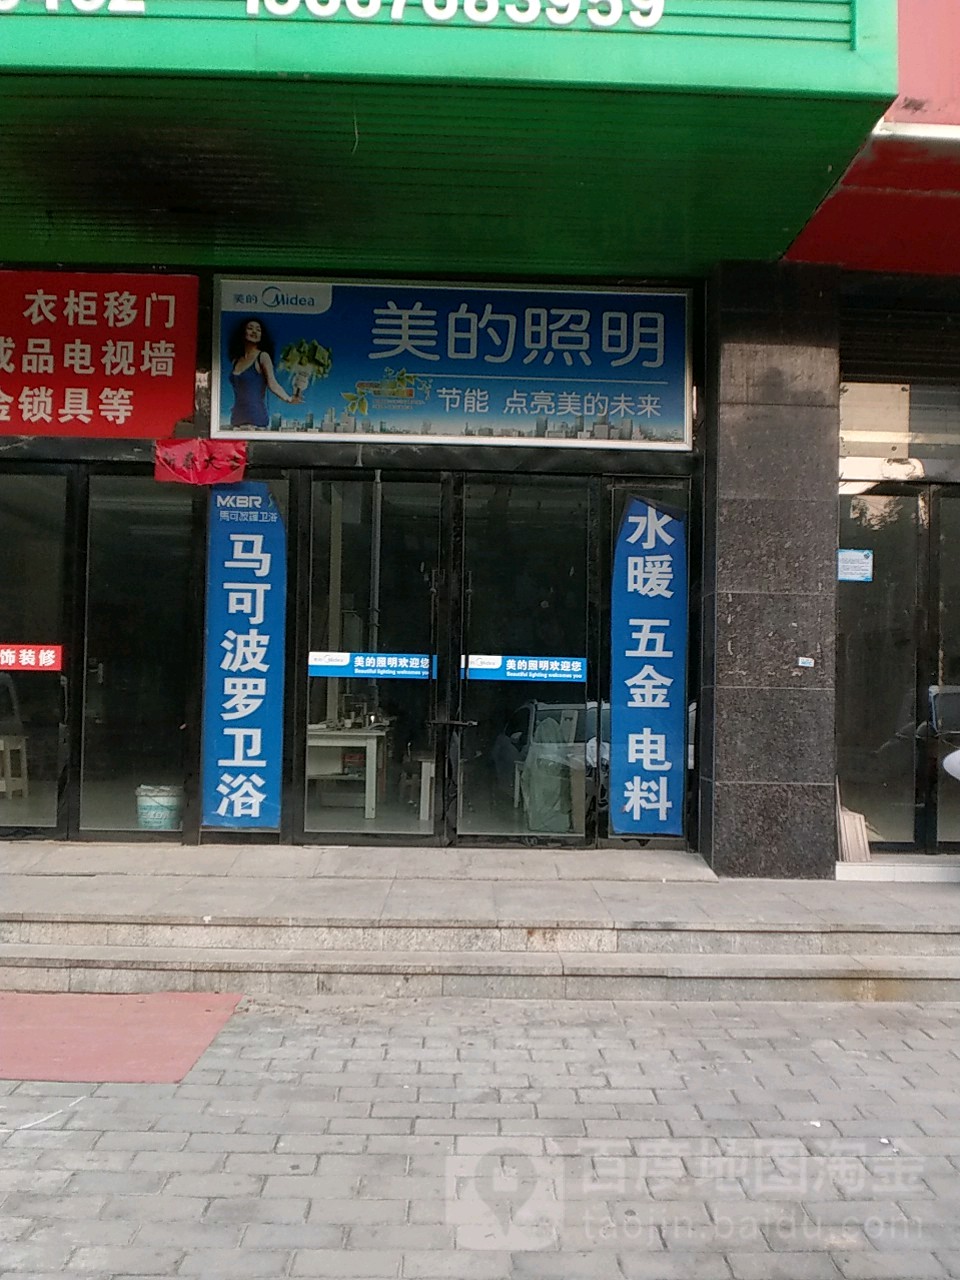 衣柜移门
成品电视墙
金锁具等
美的 Midea
美的照明
节能 点亮美的未来
MKBR
马可波罗卫浴
马可波罗卫浴
水暖 五金 电料
饰装修
Midea 美的照明欢迎您
Beautiful lighting welcomes you
Midea 美的照明欢迎您
Beautiful lighting welcomes you
百度地图淘金
taojin.baidu.com